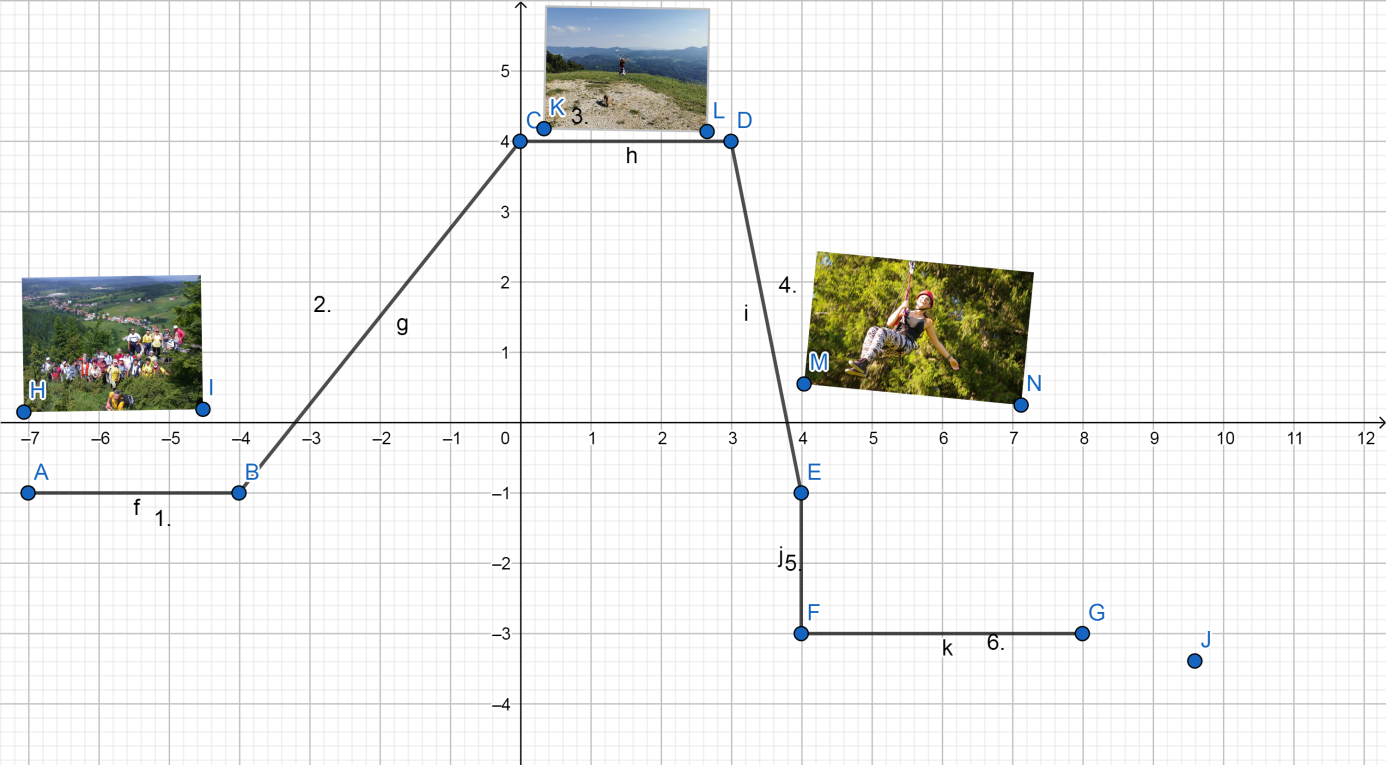 5
K
L
C
3.
D
4
h
3
2
4.
2.
i
g
1
M
H
I
N
–7 –6 –5 –4 –3 –2 –1 0 1 2 3 4 5 6 7 8 9 10 11 12
A
B
E
–1
f
1.
j
5.
–2
F
G
–3
k
6.
J
–4